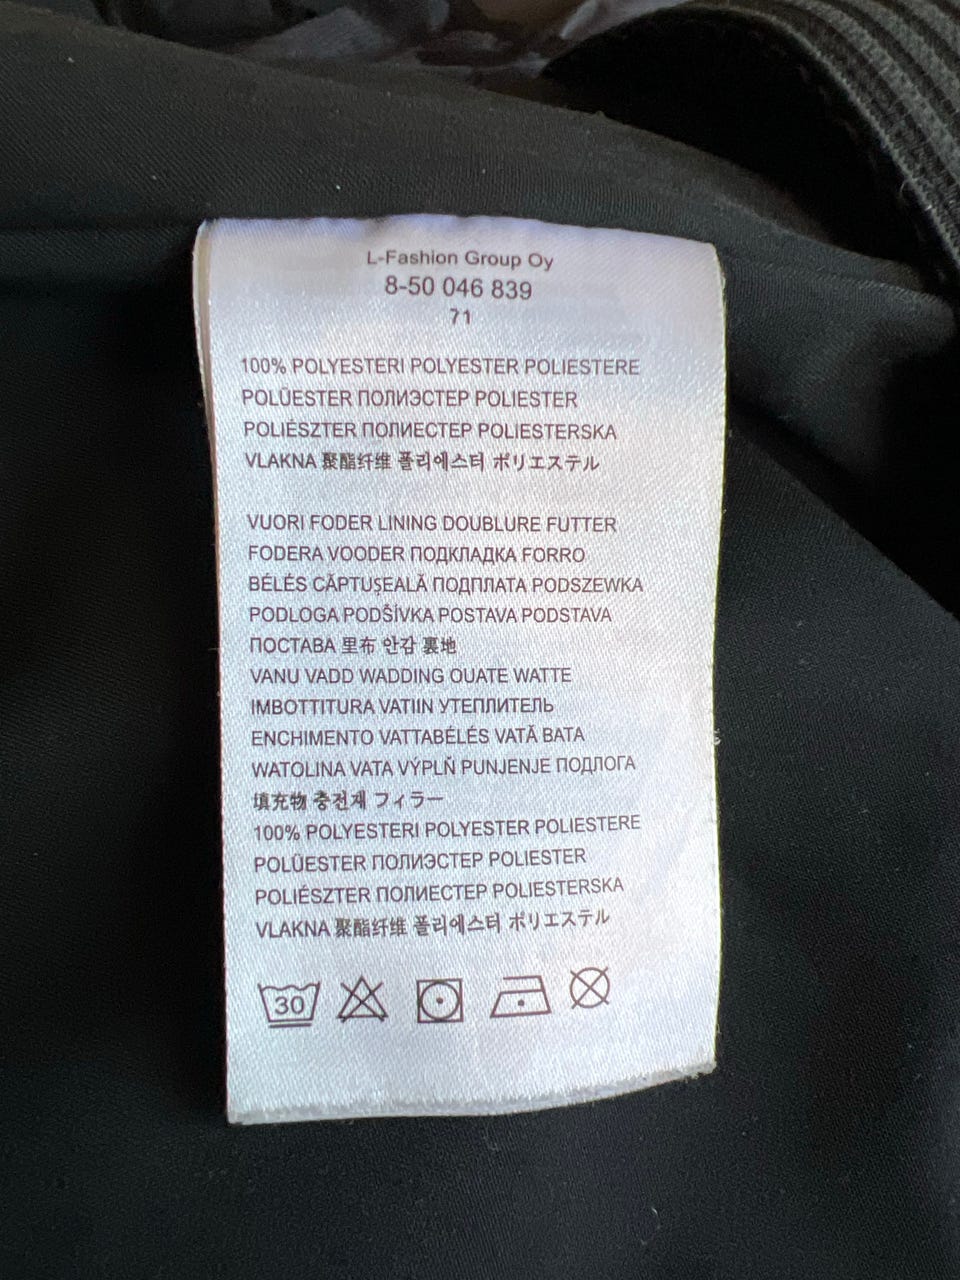 L-Fashion Group Oy
8-50 046 839
71
100% POLYESTERI POLYESTER POLIESTERE
POLÜESTER ПОЛИЭСТЕР POLIESTER
POLIÉSZTER ПОЛИЕСТЕР POLIESTERSKA
VLAKNA 聚酯纤维 폴리에스터 ポリエステル
VUORI FODER LINING DOUBLURE FUTTER
FODERA VOODER ПОДКЛАДКА FORRO
BÉLÉS CĂPTUŞEALĂ ПОДПЛАТА PODSZEWKA
PODLOGA PODŠÍVKA POSTAVA PODSTAVA
ПОСТАВА 里布 안감 裏地
VANU VADD WADDING OUATE WATTE
IMBOTTITURA VATIIN УТЕПЛИТЕЛЬ
ENCHIMENTO VATTABÉLÉS VATĂ BATA
WATOLINA VATA VÝPLŇ PUNJENJE ПОДЛОГА
填充物 충전재 フィラー
100% POLYESTERI POLYESTER POLIESTERE
POLÜESTER ПОЛИЭСТЕР POLIESTER
POLIÉSZTER ПОЛИЕСТЕР POLIESTERSKA
VLAKNA 聚酯纤维 폴리에스터 ポリエステル
30